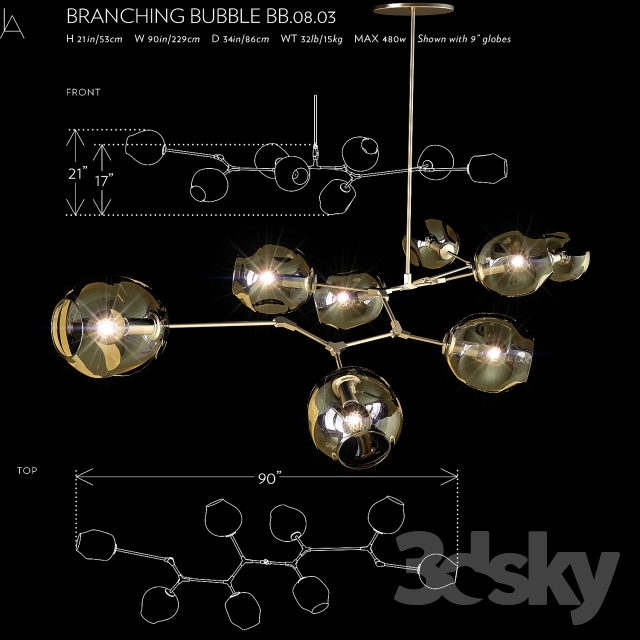 BRANCHING BUBBLE BB.08.03
H 21in/53cm W 90in/229cm D 34in/86cm WT 32lb/15kg MAX 480w Shown with 9" globes
FRONT
21"
17"
TOP
90"
3dsky